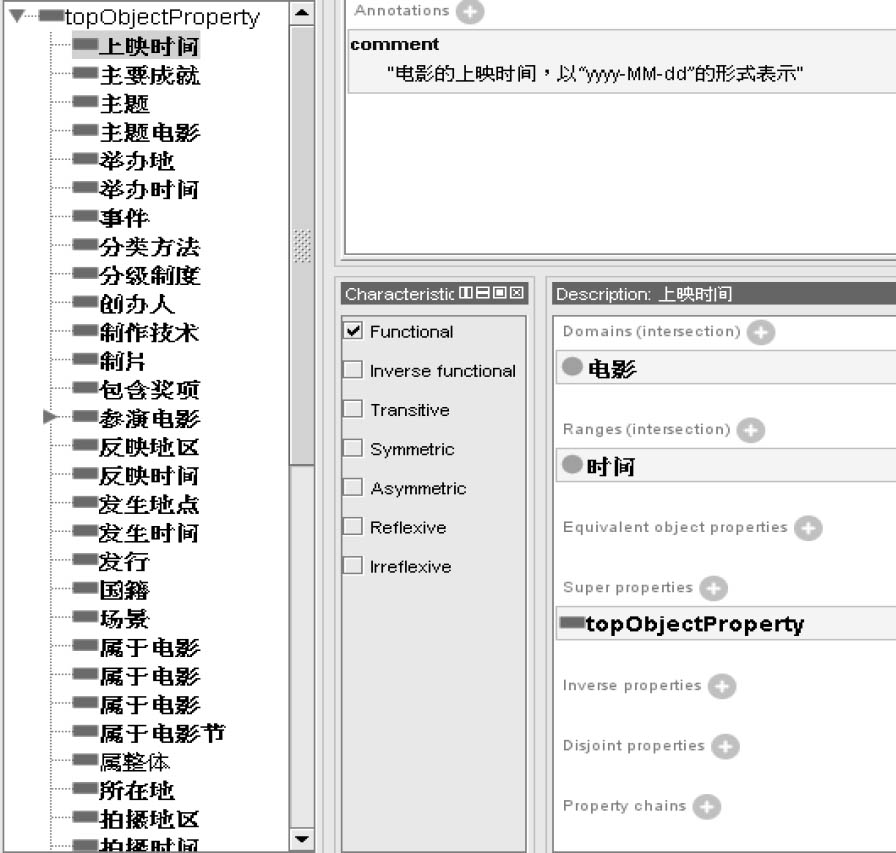 topObjectProperty
上映时间
主要成就
主题
主题电影
举办地
举办时间
事件
分类方法
分级制度
创办人
制作技术
制片
包含奖项
参演电影
反映地区
反映时间
发生地点
发生时间
发行
国籍
场景
属于电影
属于电影
属于电影
属于电影节
属整体
所在地
拍摄地区
拍摄时间
Annotations
comment
"电影的上映时间，以“yyyy-MM-dd”的形式表示"
Characteristic
Functional
Inverse functional
Transitive
Symmetric
Asymmetric
Reflexive
Irreflexive
Description: 上映时间
Domains (intersection)
电影
Ranges (intersection)
时间
Equivalent object properties
Super properties
topObjectProperty
Inverse properties
Disjoint properties
Property chains